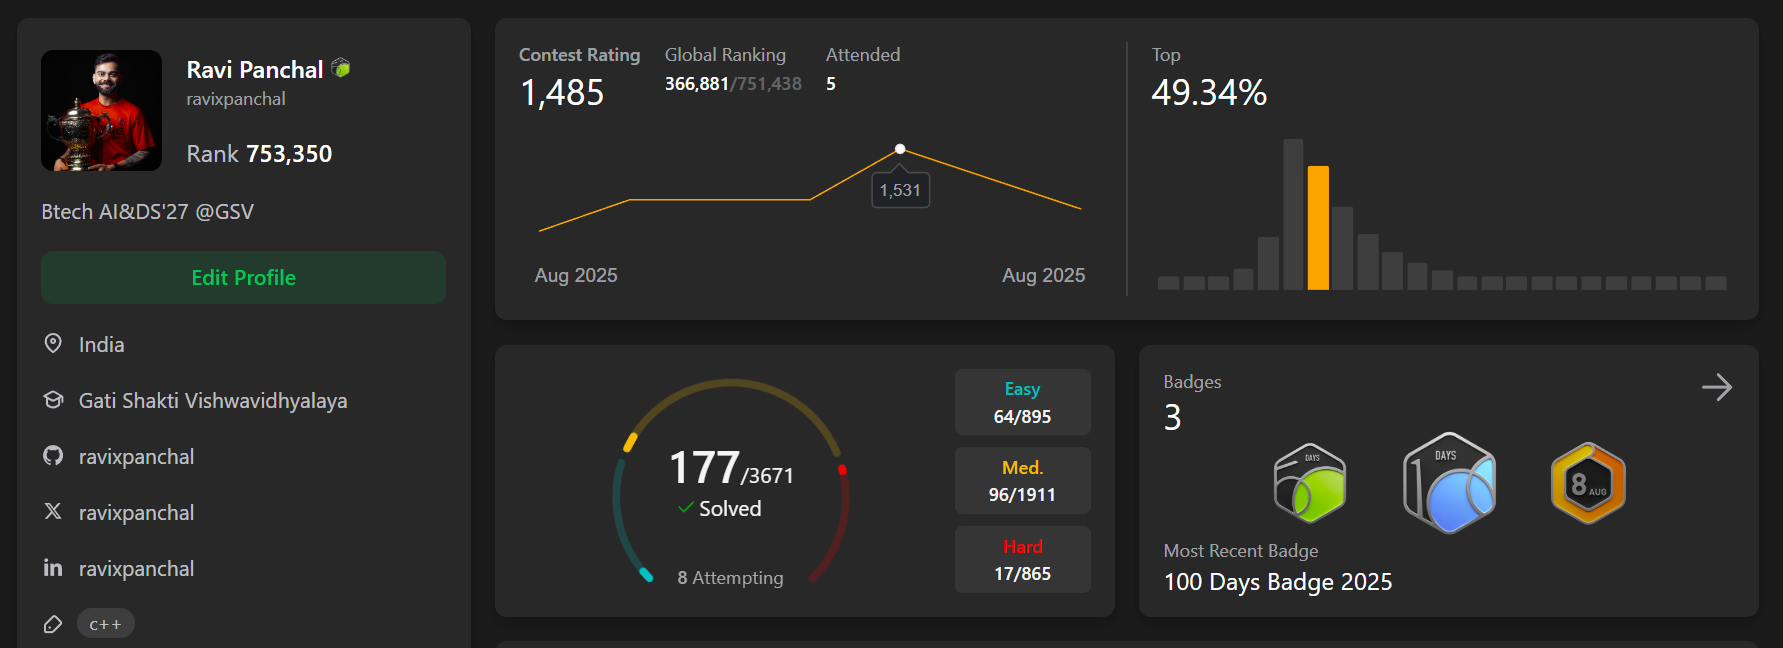 Ravi Panchal
ravixpanchal
Rank 753,350
Btech AI&DS'27 @GSV
Edit Profile
India
Gati Shakti Vishwavidhyalaya
ravixpanchal
ravixpanchal
ravixpanchal
c++
Contest Rating
1,485
Global Ranking
366,881/751,438
Attended
5
1,531
Aug 2025
Aug 2025
Top
49.34%
177/3671
Solved
8 Attempting
Easy
64/895
Med.
96/1911
Hard
17/865
Badges
3
DAYS
DAYS
8 AUG
Most Recent Badge
100 Days Badge 2025